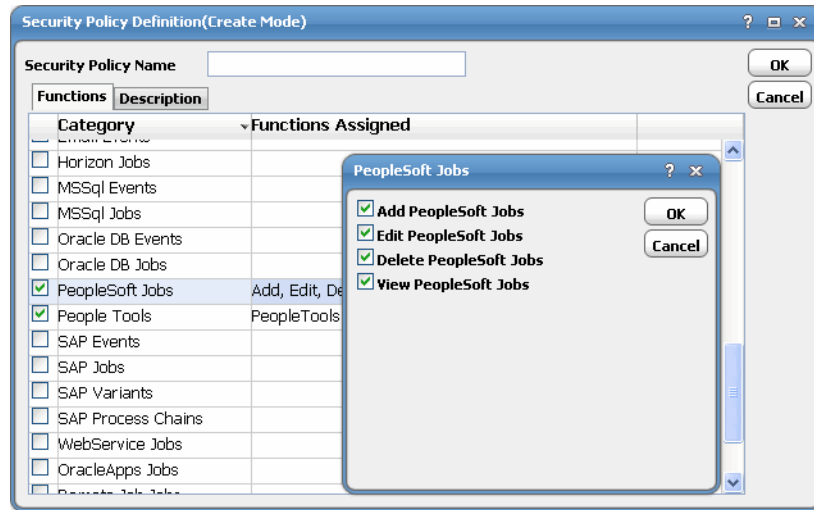 Security Policy Definition(Create Mode)
Security Policy Name
OK
Cancel
Functions Description
Category Functions Assigned
Horizon Jobs
MSSql Events
MSSql Jobs
Oracle DB Events
Oracle DB Jobs
PeopleSoft Jobs Add, Edit, De
People Tools PeopleTools
SAP Events
SAP Jobs
SAP Variants
SAP Process Chains
WebService Jobs
OracleApps Jobs
PeopleSoft Jobs
Add PeopleSoft Jobs
Edit PeopleSoft Jobs
Delete PeopleSoft Jobs
View PeopleSoft Jobs
OK
Cancel